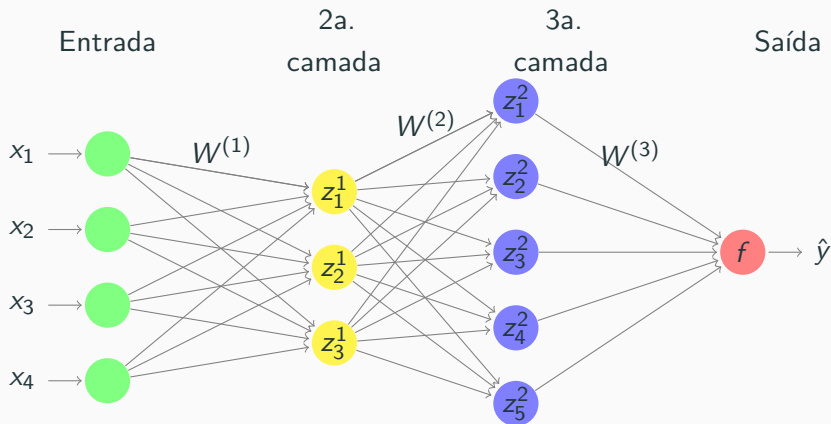 Entrada
2a.
camada
3a.
camada
Saída
x₁
x₂
x₃
x₄
W⁽¹⁾
W⁽²⁾
W⁽³⁾
z₁¹
z₂¹
z₃¹
z₁²
z₂²
z₃²
z₄²
z₅²
f
ŷ